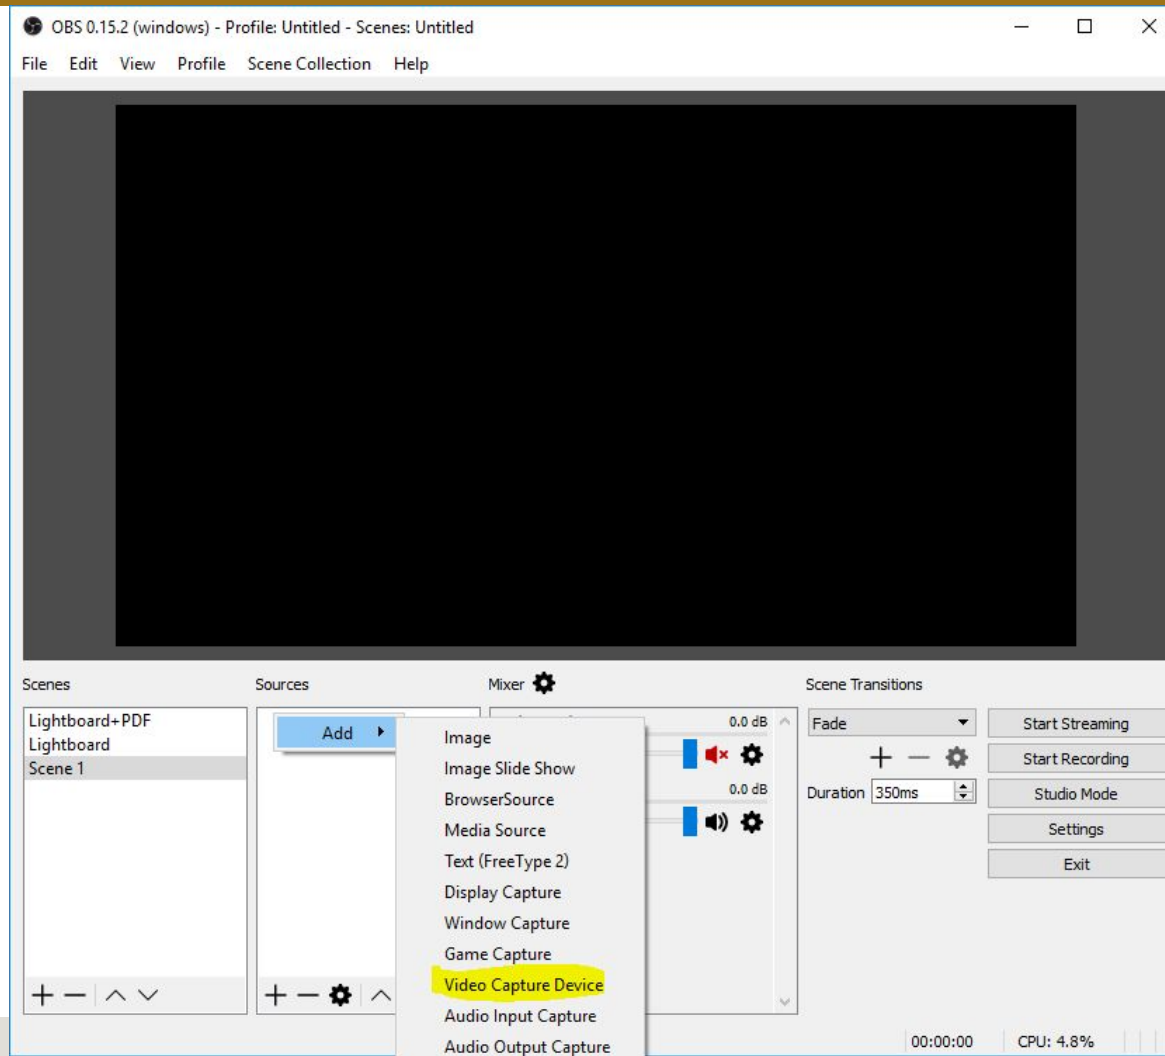 OBS 0.15.2 (windows) - Profile: Untitled - Scenes: Untitled
File Edit View Profile Scene Collection Help
Scenes
Lightboard+PDF
Lightboard
Scene 1
Sources
Add
Image
Image Slide Show
BrowserSource
Media Source
Text (FreeType 2)
Display Capture
Window Capture
Game Capture
Video Capture Device
Audio Input Capture
Audio Output Capture
Mixer
0.0 dB
0.0 dB
Scene Transitions
Fade
Duration 350ms
Start Streaming
Start Recording
Studio Mode
Settings
Exit
00:00:00 CPU: 4.8%